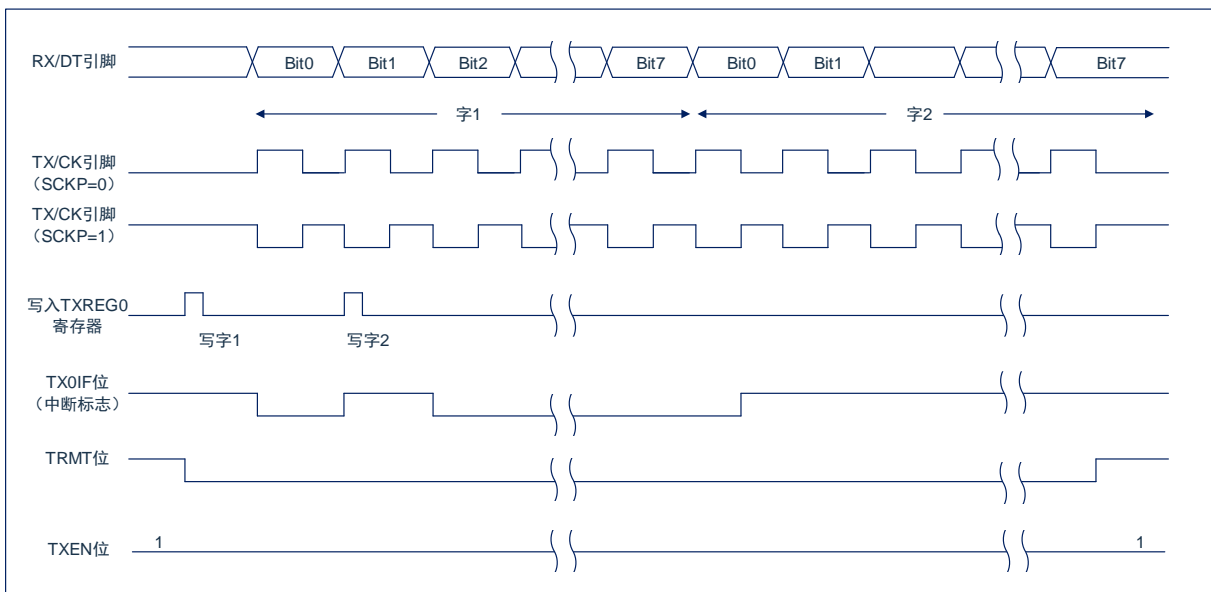 RX/DT引脚
Bit0
Bit1
Bit2
Bit7
Bit0
Bit1
Bit7
字1
字2
TX/CK引脚
（SCKP=0）
TX/CK引脚
（SCKP=1）
写入TXREG0
寄存器
写字1
写字2
TX0IF位
（中断标志）
TRMT位
TXEN位
1
1